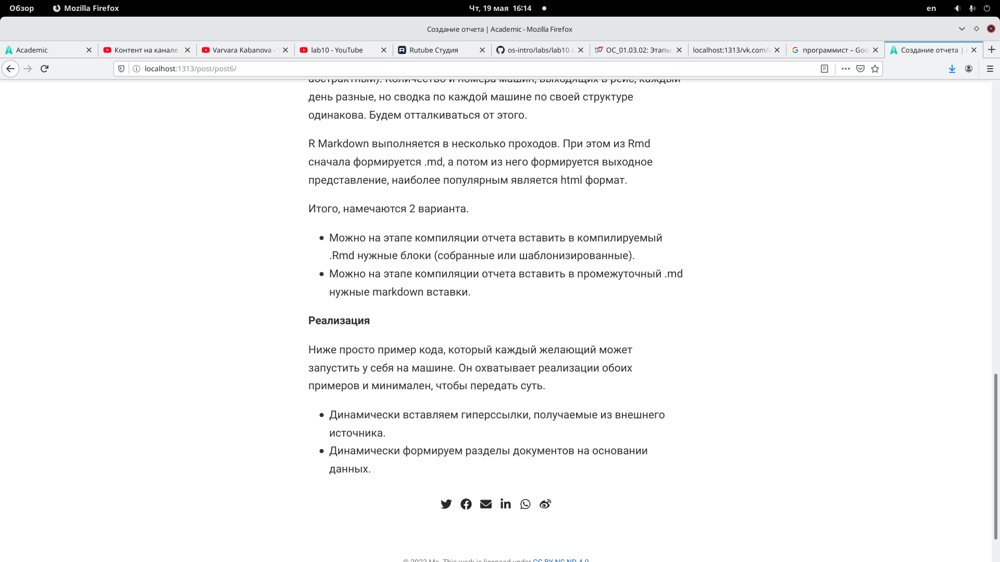 Обзор Mozilla Firefox Чт, 19 мая 16:14 en
Создание отчета | Academic - Mozilla Firefox
Academic Контент на канале Varvara Kabanova - lab10 - YouTube Rutube Студия os-intro/labs/lab10 ОС_01.03.02: Этапы localhost:1313/vk.com/ программист – Goo Создание отчета |
localhost:1313/post/post6/
абстрактный). Количество и номера машин, выходящих в рейс, каждый
день разные, но сводка по каждой машине по своей структуре
одинакова. Будем отталкиваться от этого.
R Markdown выполняется в несколько проходов. При этом из Rmd
сначала формируется .md, а потом из него формируется выходное
представление, наиболее популярным является html формат.
Итого, намечаются 2 варианта.
Можно на этапе компиляции отчета вставить в компилируемый
.Rmd нужные блоки (собранные или шаблонизированные).
Можно на этапе компиляции отчета вставить в промежуточный .md
нужные markdown вставки.
Реализация
Ниже просто пример кода, который каждый желающий может
запустить у себя на машине. Он охватывает реализации обоих
примеров и минимален, чтобы передать суть.
Динамически вставляем гиперссылки, получаемые из внешнего
источника.
Динамически формируем разделы документов на основании
данных.
© 2022 Me. This work is licensed under CC BY NC ND 4.0